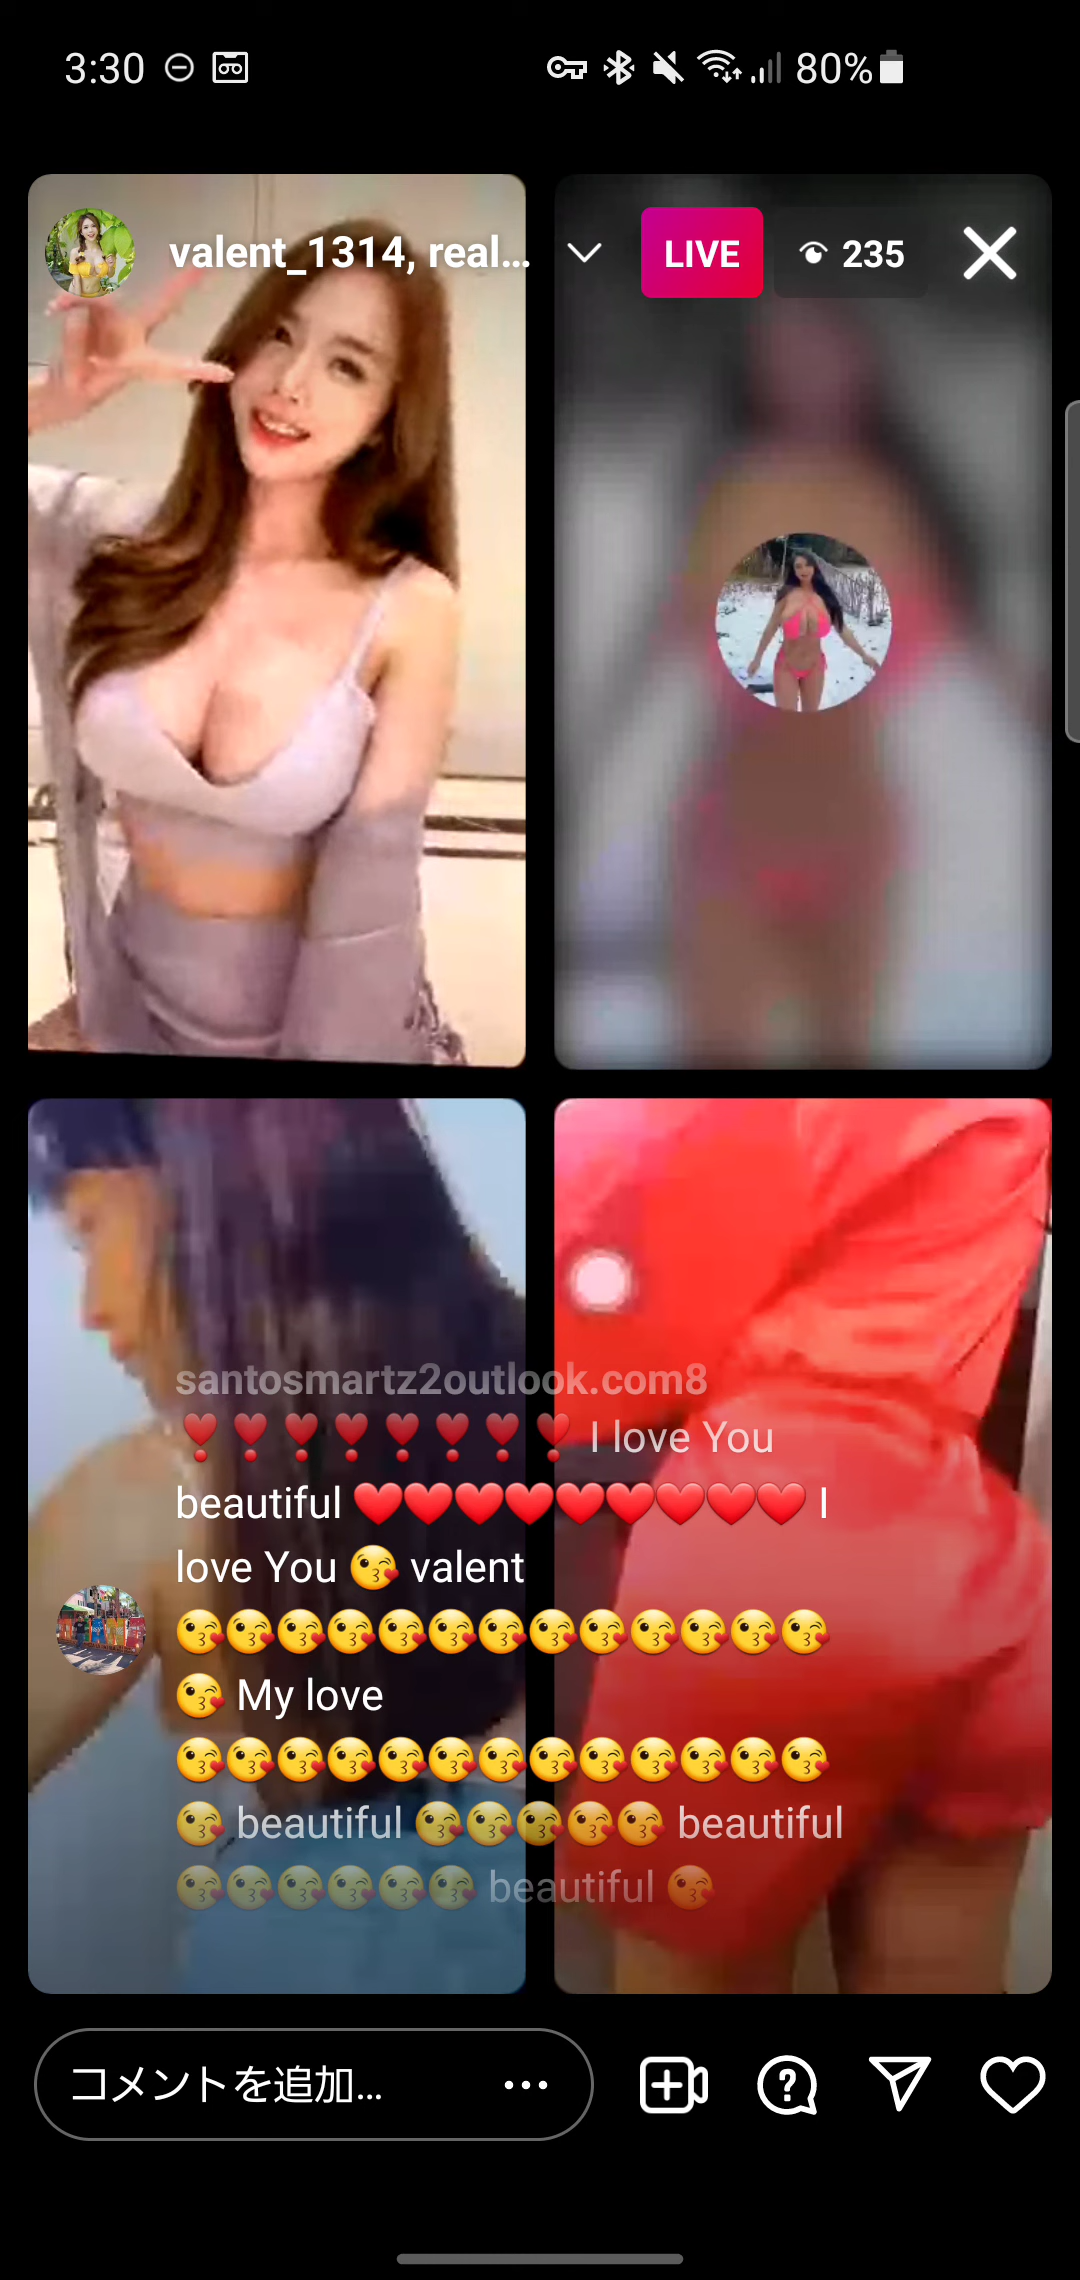 3:30
80%
valent_1314, real...
LIVE
235
santosmartz2outlook.com8
❣❣❣❣❣❣❣❣ I love You
beautiful ❤❤❤❤❤❤❤❤❤ I
love You 😘 valent
😘😘😘😘😘😘😘😘😘😘😘😘😘
😘 My love
😘😘😘😘😘😘😘😘😘😘😘😘😘
😘 beautiful 😘😘😘😘😘 beautiful
😘😘😘😘😘😘 beautiful 😘
コメントを追加...